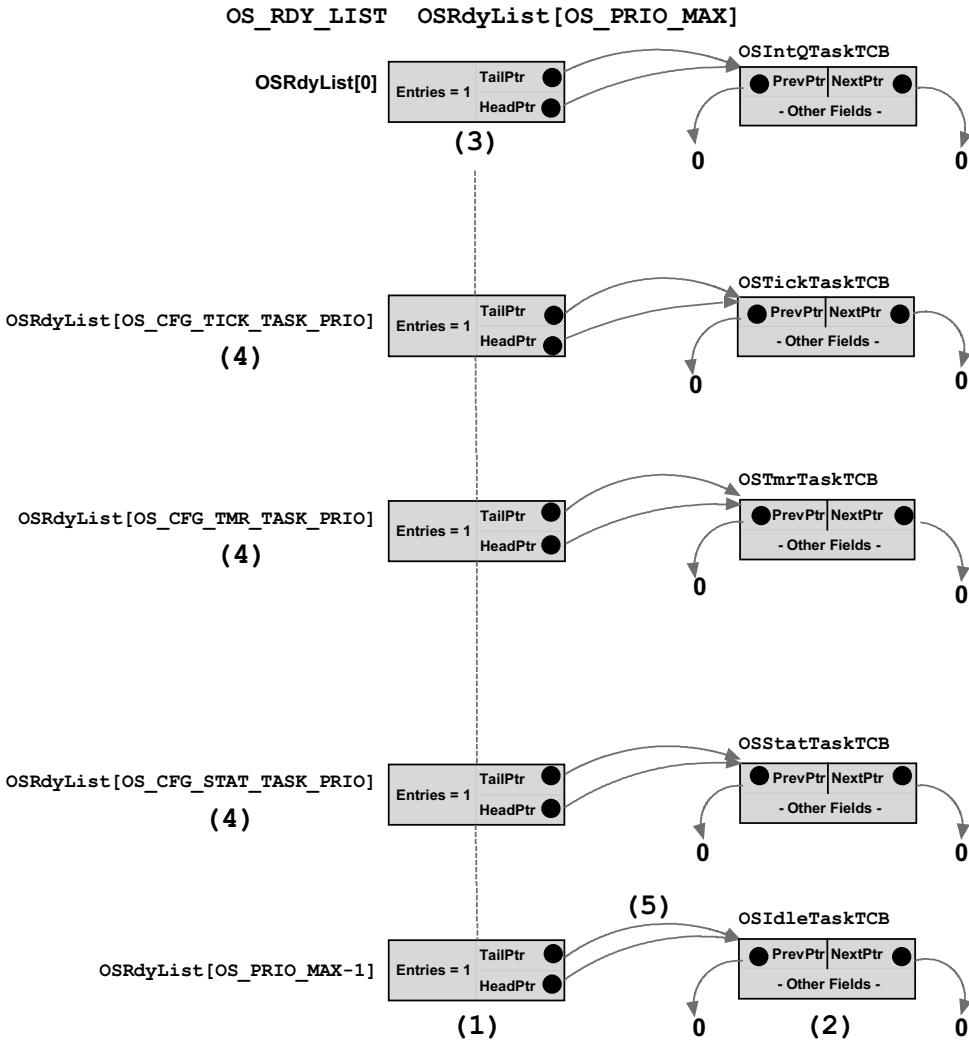 OS_RDY_LIST OSRdyList[OS_PRIO_MAX]
OSIntQTaskTCB
OSRdyList[0]
Entries = 1
TailPtr
HeadPtr
PrevPtr NextPtr
- Other Fields -
(3)
0
0
OSTickTaskTCB
OSRdyList[OS_CFG_TICK_TASK_PRIO]
(4)
Entries = 1
TailPtr
HeadPtr
PrevPtr NextPtr
- Other Fields -
0
0
OSTmrTaskTCB
OSRdyList[OS_CFG_TMR_TASK_PRIO]
(4)
Entries = 1
TailPtr
HeadPtr
PrevPtr NextPtr
- Other Fields -
0
0
OSStatTaskTCB
OSRdyList[OS_CFG_STAT_TASK_PRIO]
(4)
Entries = 1
TailPtr
HeadPtr
PrevPtr NextPtr
- Other Fields -
0
0
(5)
OSIdleTaskTCB
OSRdyList[OS_PRIO_MAX-1]
Entries = 1
TailPtr
HeadPtr
PrevPtr NextPtr
- Other Fields -
(1)
0
(2)
0